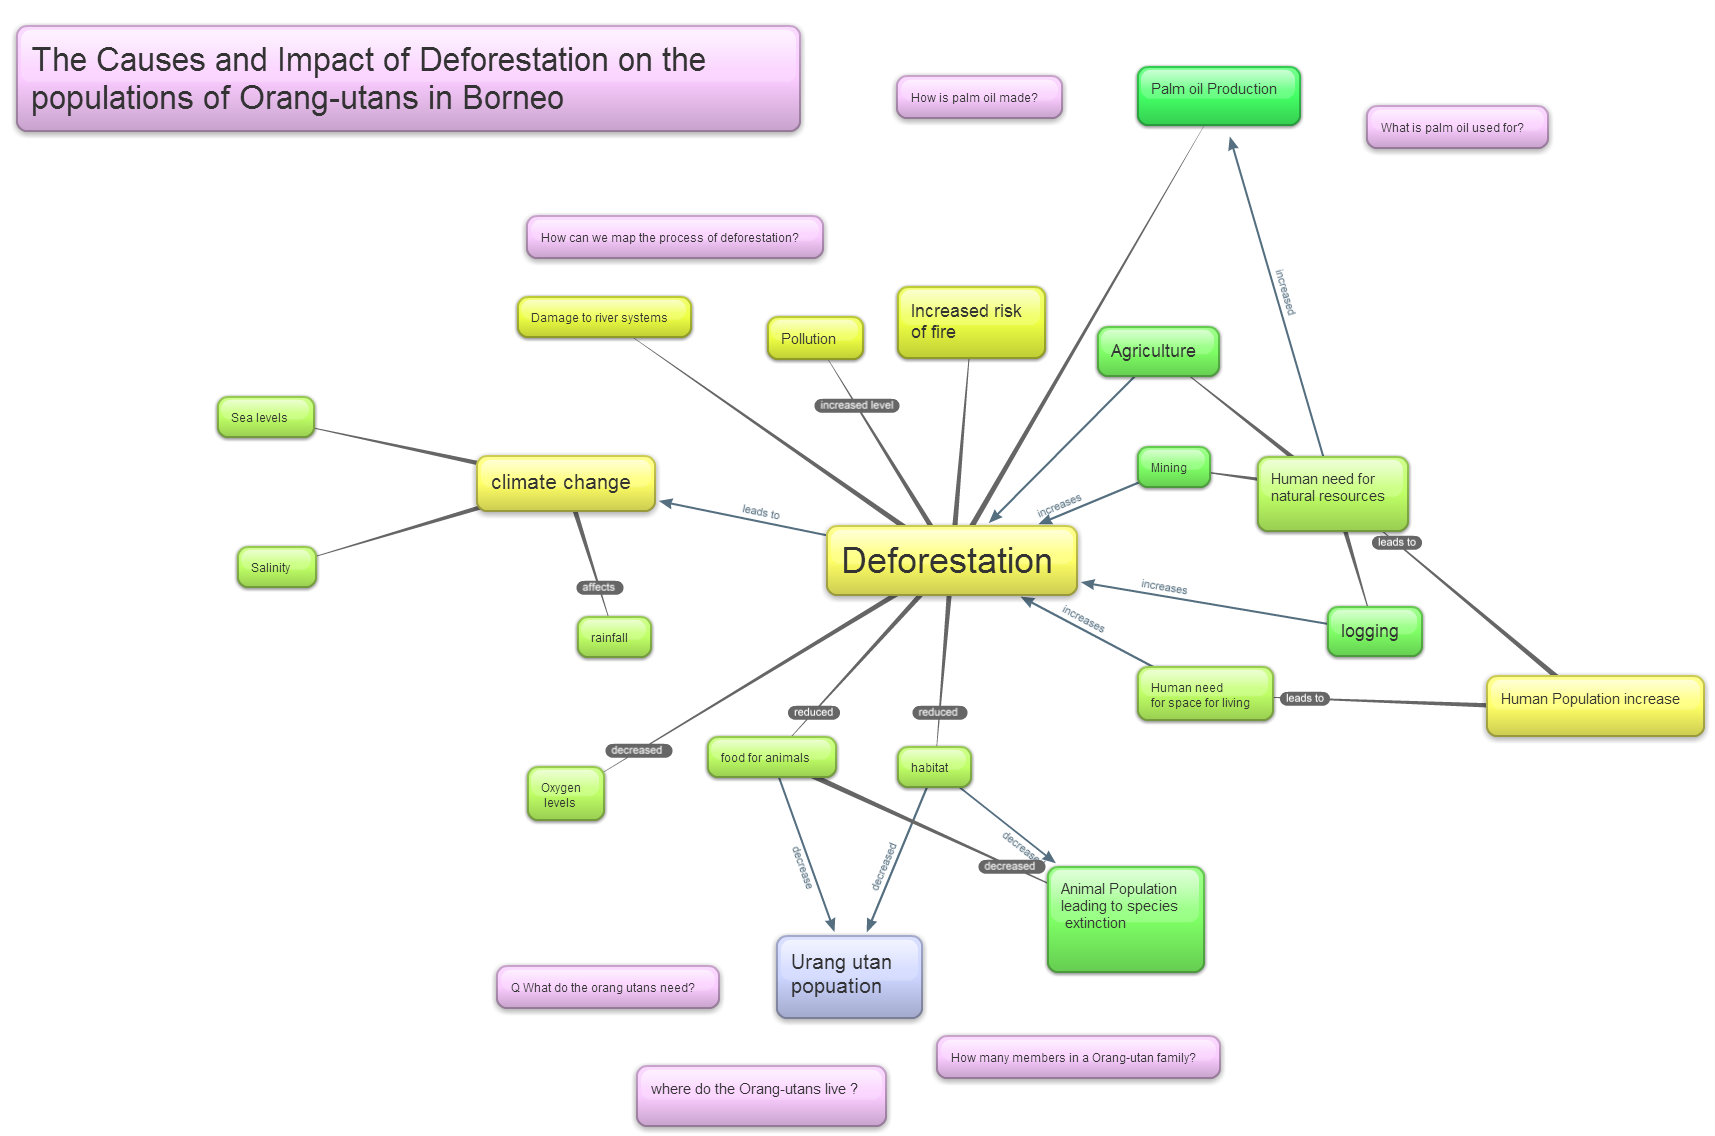 The Causes and Impact of Deforestation on the
populations of Orang-utans in Borneo
How is palm oil made?
Palm oil Production
What is palm oil used for?
How can we map the process of deforestation?
increased
Damage to river systems
Pollution
Increased risk
of fire
Agriculture
increased level
Sea levels
climate change
Mining
Human need for
natural resources
leads to
increases
leads to
Deforestation
Salinity
affects
increases
increases
rainfall
logging
Human need
for space for living
leads to
Human Population increase
reduced
reduced
decreased
food for animals
habitat
Oxygen
levels
decrease
decreased
decrease
decreased
Animal Population
leading to species
extinction
Urang utan
popuation
Q What do the orang utans need?
How many members in a Orang-utan family?
where do the Orang-utans live ?